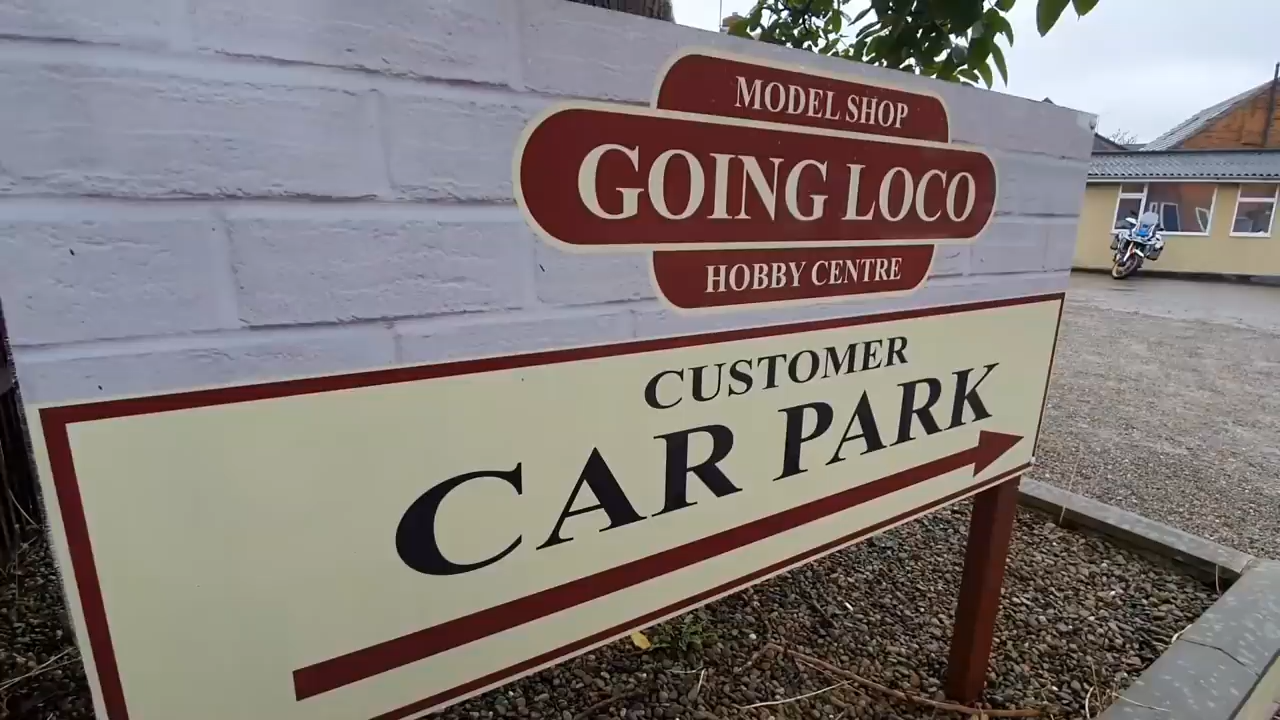 MODEL SHOP
GOING LOCO
HOBBY CENTRE
CUSTOMER
CAR PARK